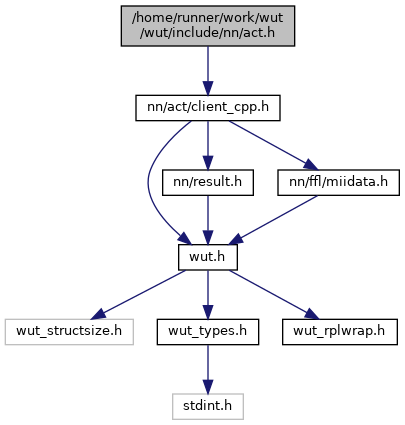 /home/runner/work/wut
/wut/include/nn/act.h
nn/act/client_cpp.h
nn/result.h
nn/ffl/miidata.h
wut.h
wut_structsize.h
wut_types.h
wut_rplwrap.h
stdint.h